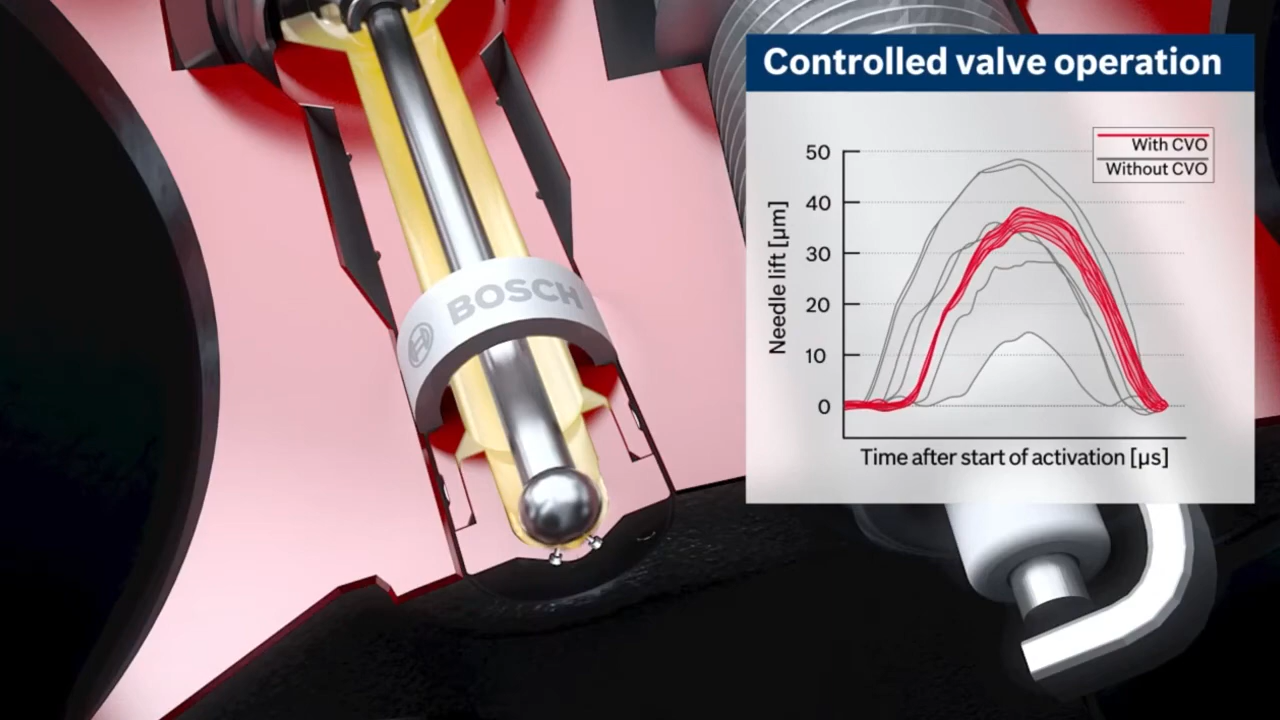 BOSCH
Controlled valve operation
With CVO
Without CVO
50
40
30
20
10
0
Needle lift [µm]
Time after start of activation [µs]